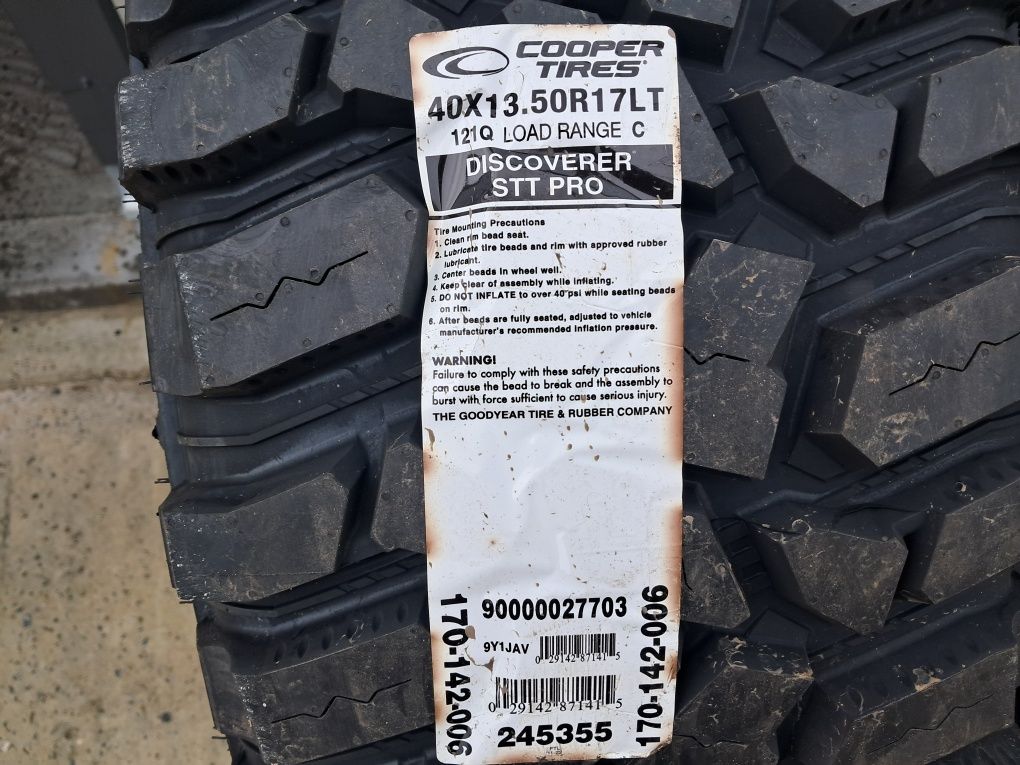 COOPER
TIRES
40X13.50R17LT
121Q LOAD RANGE C
DISCOVERER
STT PRO
Tire Mounting Precautions
1. Clean rim bead seat.
2. Lubricate tire beads and rim with approved rubber
lubricant.
3. Center beads in wheel well.
4. Keep clear of assembly while inflating.
5. DO NOT INFLATE to over 40 psi while seating beads
on rim.
6. After beads are fully seated, adjusted to vehicle
manufacturer's recommended inflation pressure.
WARNING!
Failure to comply with these safety precautions
can cause the bead to break and the assembly to
burst with force sufficient to cause serious injury.
THE GOODYEAR TIRE & RUBBER COMPANY
90000027703
9Y1JAV
0 29142 87141 5
0 29142 87141 5
245355
170-142-006
170-142-006